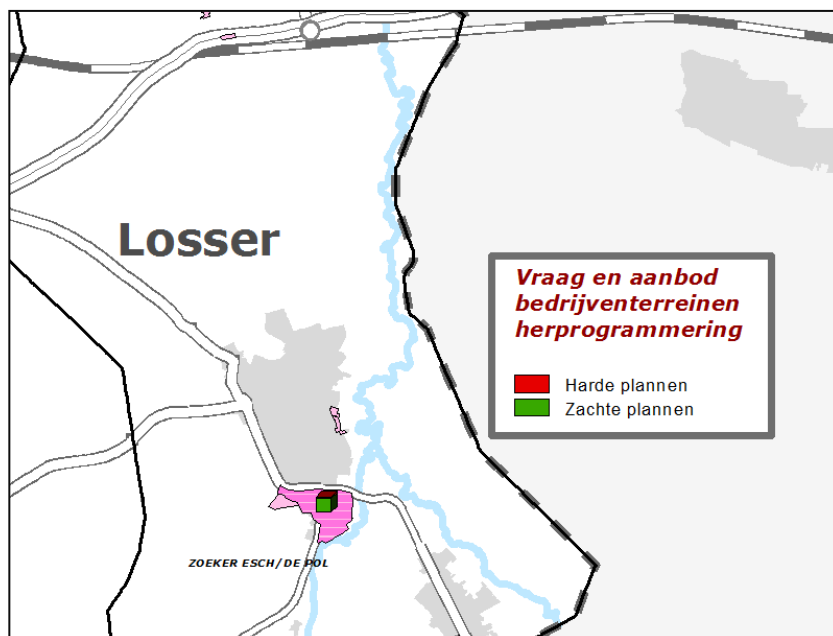 Losser
Vraag en aanbod
bedrijventerreinen
herprogrammering
Harde plannen
Zachte plannen
ZOEKER ESCH/DE POL